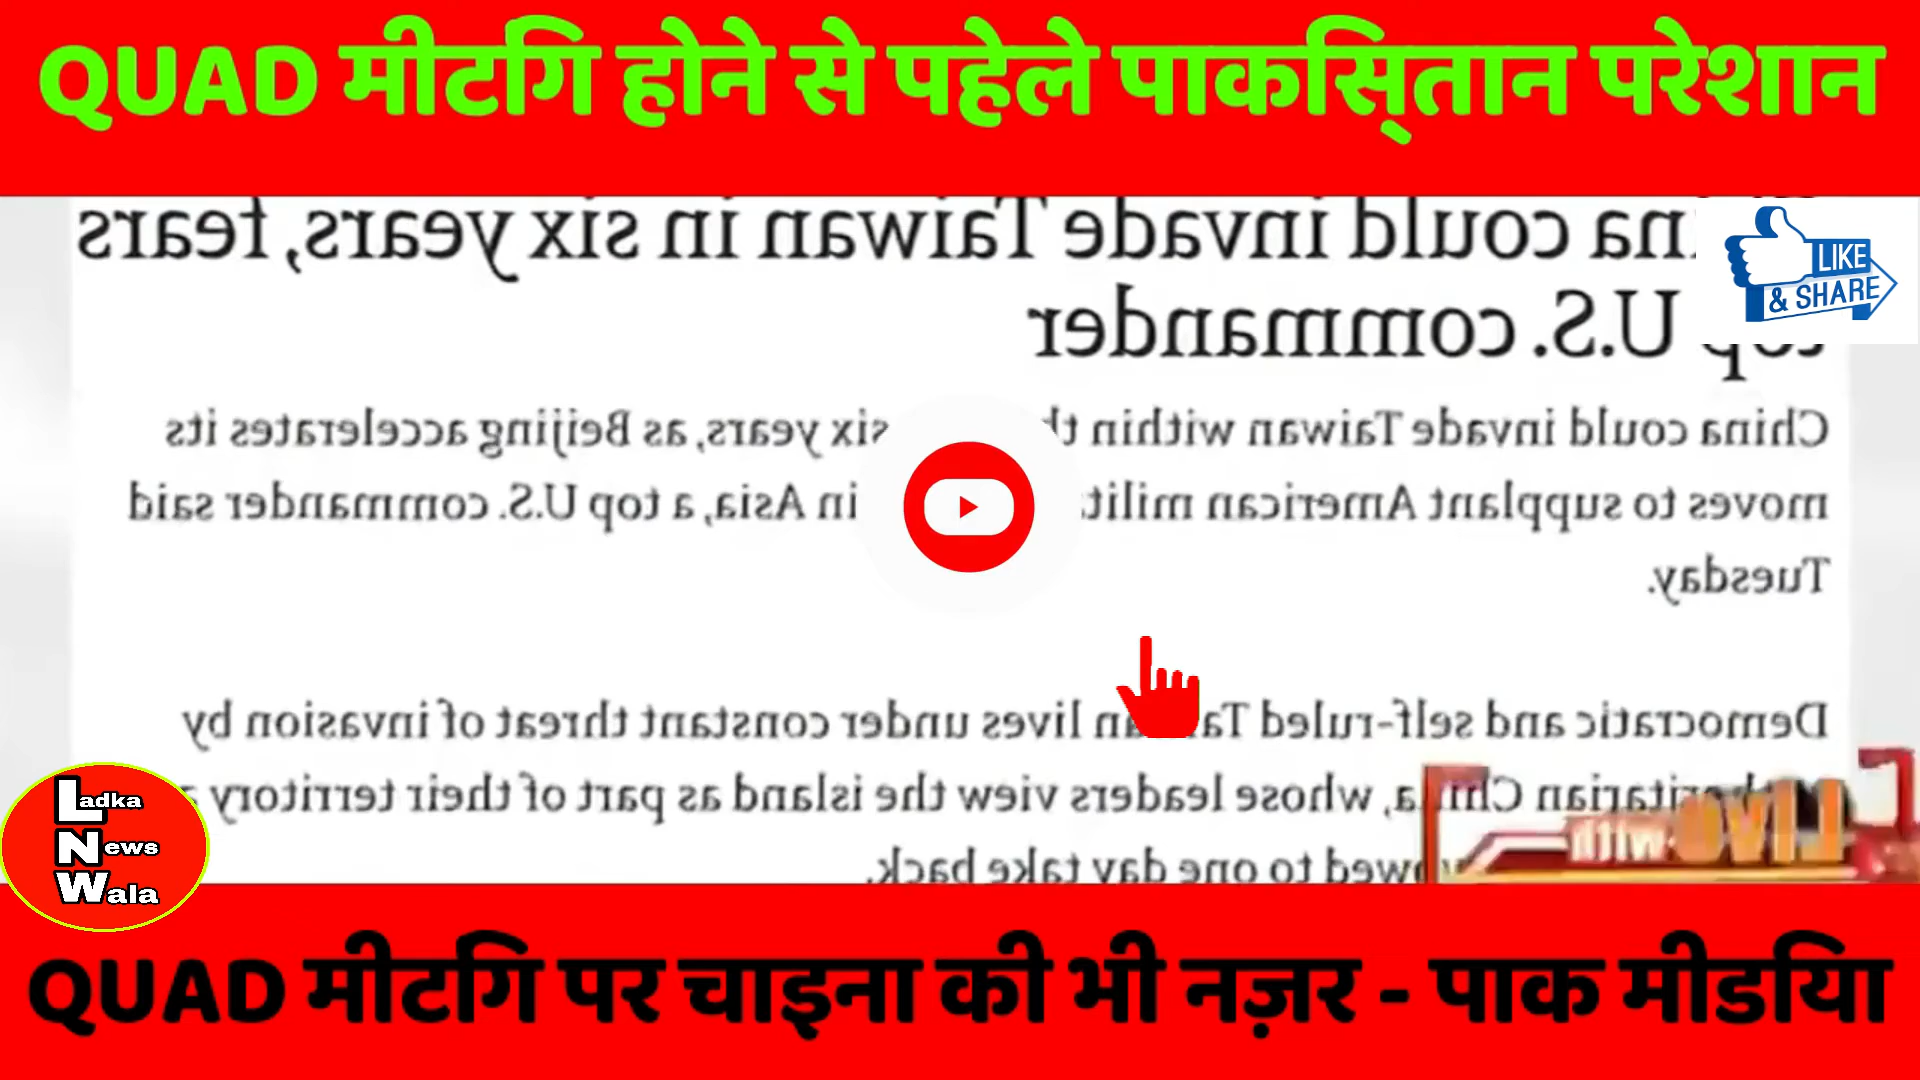 QUAD मीटगि होने से पहेले पाकसि्तान परेशान
could invade Taiwan in six years, fears
top U.S. commander
LIKE
& SHARE
China could invade Taiwan within six years, as Beijing accelerates its
moves to supplant American in Asia, a top U.S. commander said
Tuesday.
Democratic and self-ruled lives under constant threat of invasion by
China, whose leaders view the island as part of their territory
to one day take back.
Live with
Ladka
News
Wala
QUAD मीटगि पर चाइना की भी नज़र - पाक मीडयिा